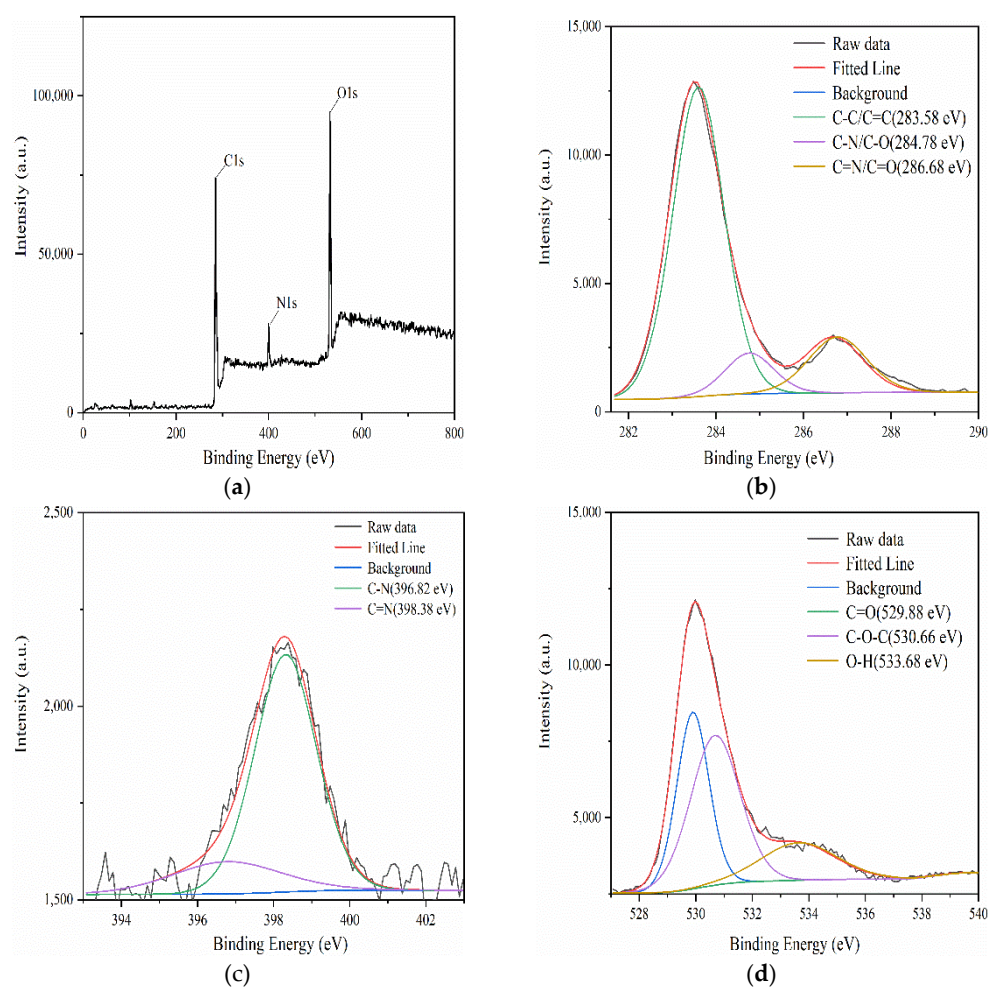 100,000
50,000
0
Intensity (a.u.)
C1s
N1s
O1s
0 200 400 600 800
Binding Energy (eV)
(a)
15,000
10,000
5,000
0
Intensity (a.u.)
Raw data
Fitted Line
Background
C-C/C=C(283.58 eV)
C-N/C-O(284.78 eV)
C=N/C=O(286.68 eV)
282 284 286 288 290
Binding Energy (eV)
(b)
2,500
2,000
1,500
Intensity (a.u.)
Raw data
Fitted Line
Background
C-N(396.82 eV)
C=N(398.38 eV)
394 396 398 400 402
Binding Energy (eV)
(c)
15,000
10,000
5,000
Intensity (a.u.)
Raw data
Fitted Line
Background
C=O(529.88 eV)
C-O-C(530.66 eV)
O-H(533.68 eV)
528 530 532 534 536 538 540
Binding Energy (eV)
(d)